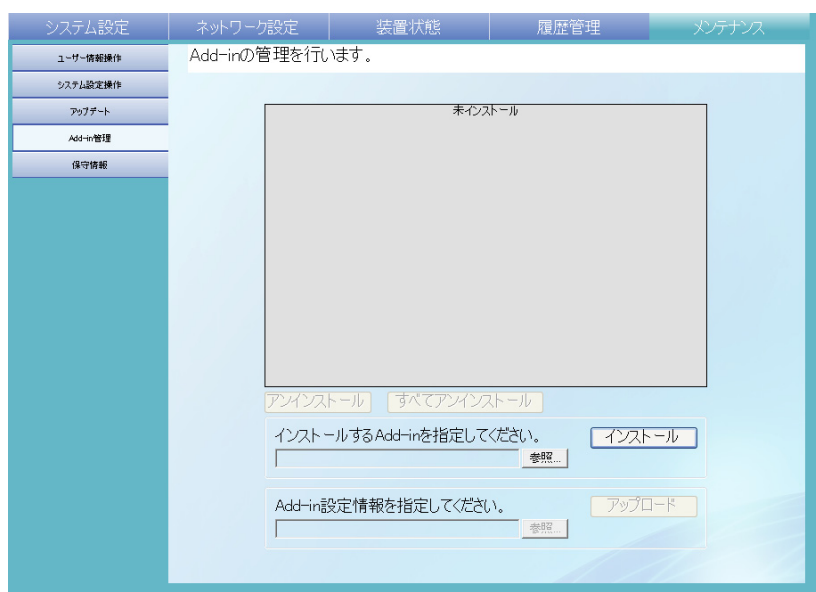 システム設定
ネットワーク設定
装置状態
履歴管理
メンテナンス
ユーザー情報操作
システム設定操作
アップデート
Add-in管理
保守情報
Add-inの管理を行います。
未インストール
アンインストール
すべてアンインストール
インストールするAdd-inを指定してください。
インストール
参照...
Add-in設定情報を指定してください。
アップロード
参照...